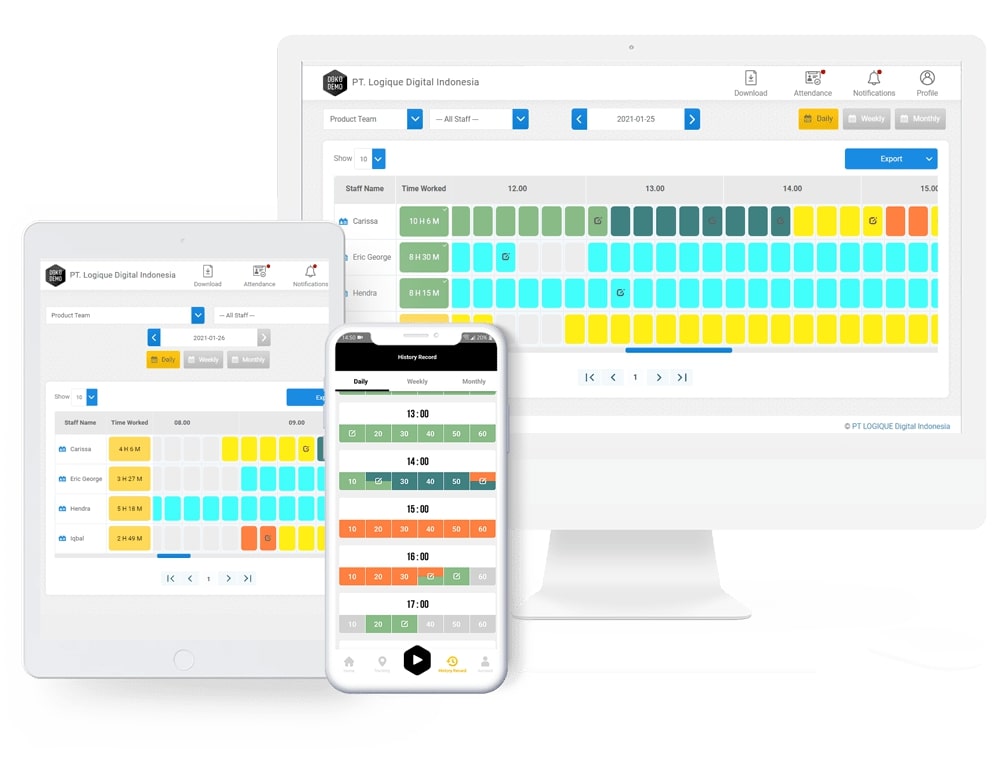 DOKO
DEMO
PT. Logique Digital Indonesia
Download
Attendance
Notifications
Profile
Product Team
--- All Staff ---
2021-01-25
Daily
Weekly
Monthly
Show 10
Export
Staff Name Time Worked 12.00 13.00 14.00 15.00
Carissa 10 H 6 M
Eric George 8 H 30 M
Hendra 8 H 15 M
1
© PT LOGIQUE Digital Indonesia
DOKO
DEMO
PT. Logique Digital Indonesia
Download
Attendance
Notifications
Product Team
--- All Staff ---
2021-01-26
Daily
Weekly
Monthly
Show 10
Exp
Staff Name Time Worked 08.00 09.00
Carissa 4 H 6 M
Eric George 3 H 27 M
Hendra 5 H 18 M
Iqbal 2 H 49 M
1
14:50 20%
History Record
Daily Weekly Monthly
13:00
20 30 40 50 60
14:00
10 30 40 50
15:00
10 20 30 40 50 60
16:00
10 20 30 60
17:00
10 20 40 50 60
History Record